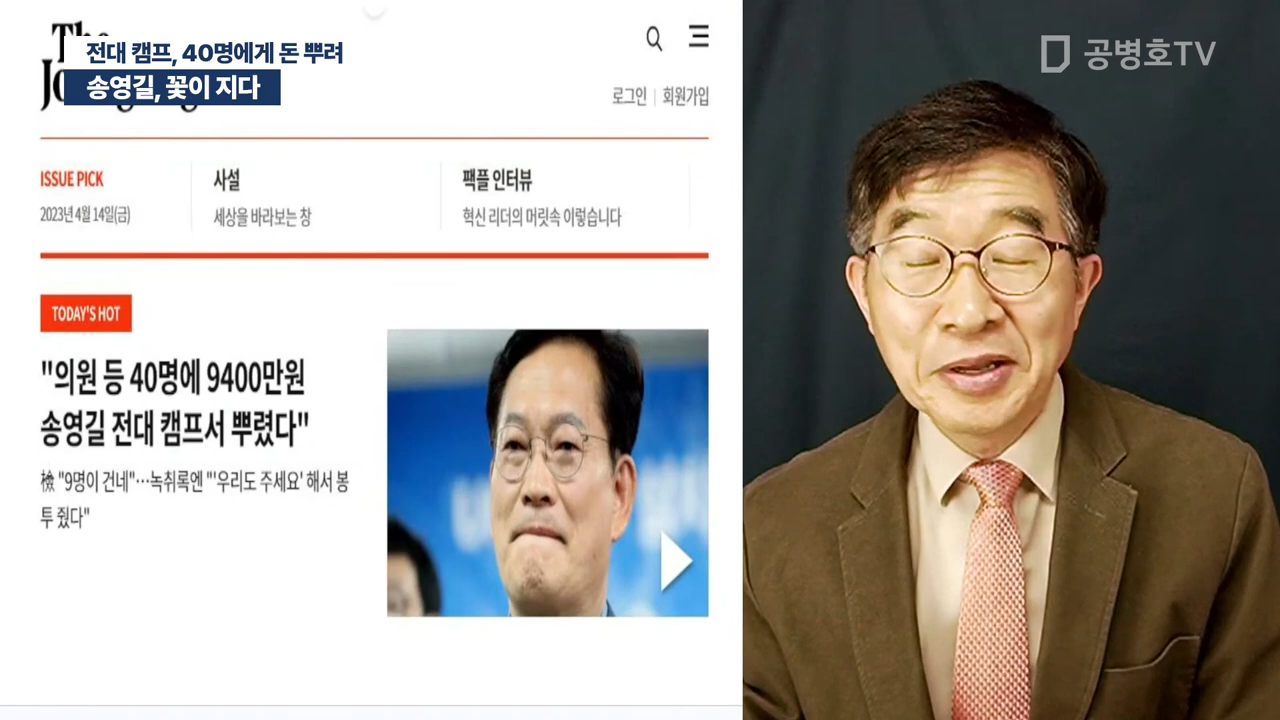 전대 캠프, 40명에게 돈 뿌려
송영길, 꽃이 지다
로그인 | 회원가입
ISSUE PICK
2023년 4월 14일(금)
사설
세상을 바라보는 창
팩플 인터뷰
혁신 리더의 머릿속 이렇습니다
TODAY'S HOT
"의원 등 40명에 9400만원
송영길 전대 캠프서 뿌렸다"
檢 "9명이 건네"…녹취록엔 "'우리도 주세요' 해서 봉
투 줬다"
공병호TV